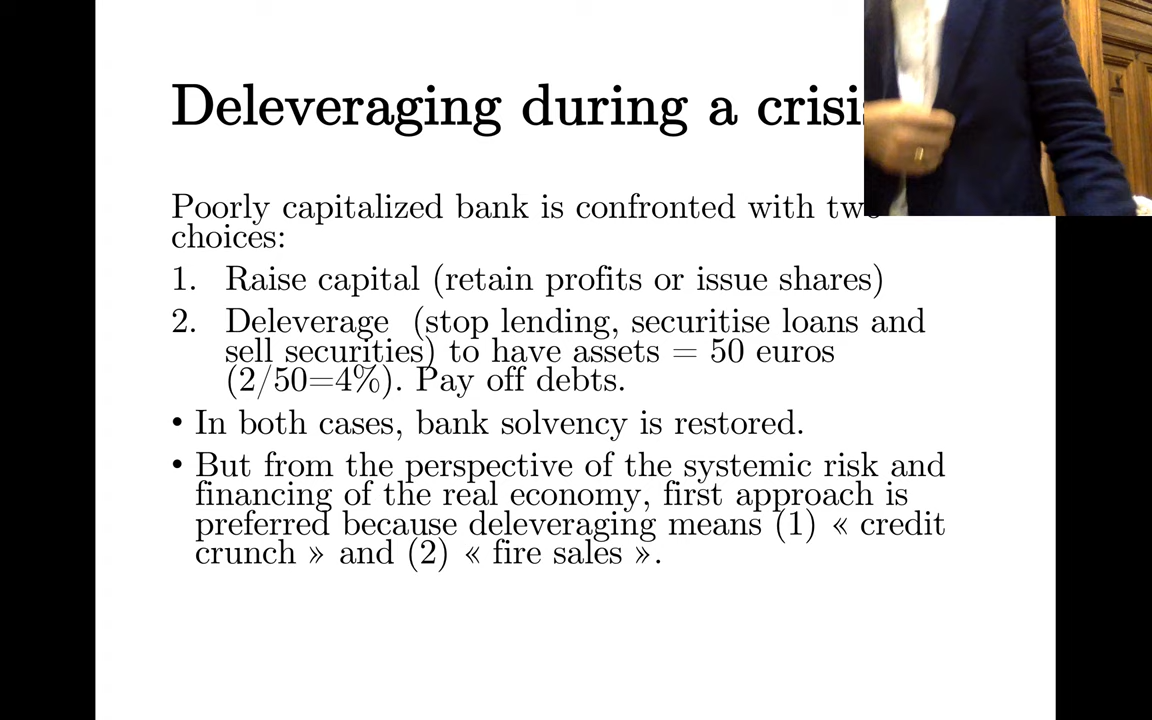 Deleveraging during a
Poorly capitalized bank is confronted with
choices:
1. Raise capital (retain profits or issue shares)
2. Deleverage (stop lending, securitise loans and
sell securities) to have assets = 50 euros
(2/50=4%). Pay off debts.
• In both cases, bank solvency is restored.
• But from the perspective of the systemic risk and
financing of the real economy, first approach is
preferred because deleveraging means (1) « credit
crunch » and (2) « fire sales ».